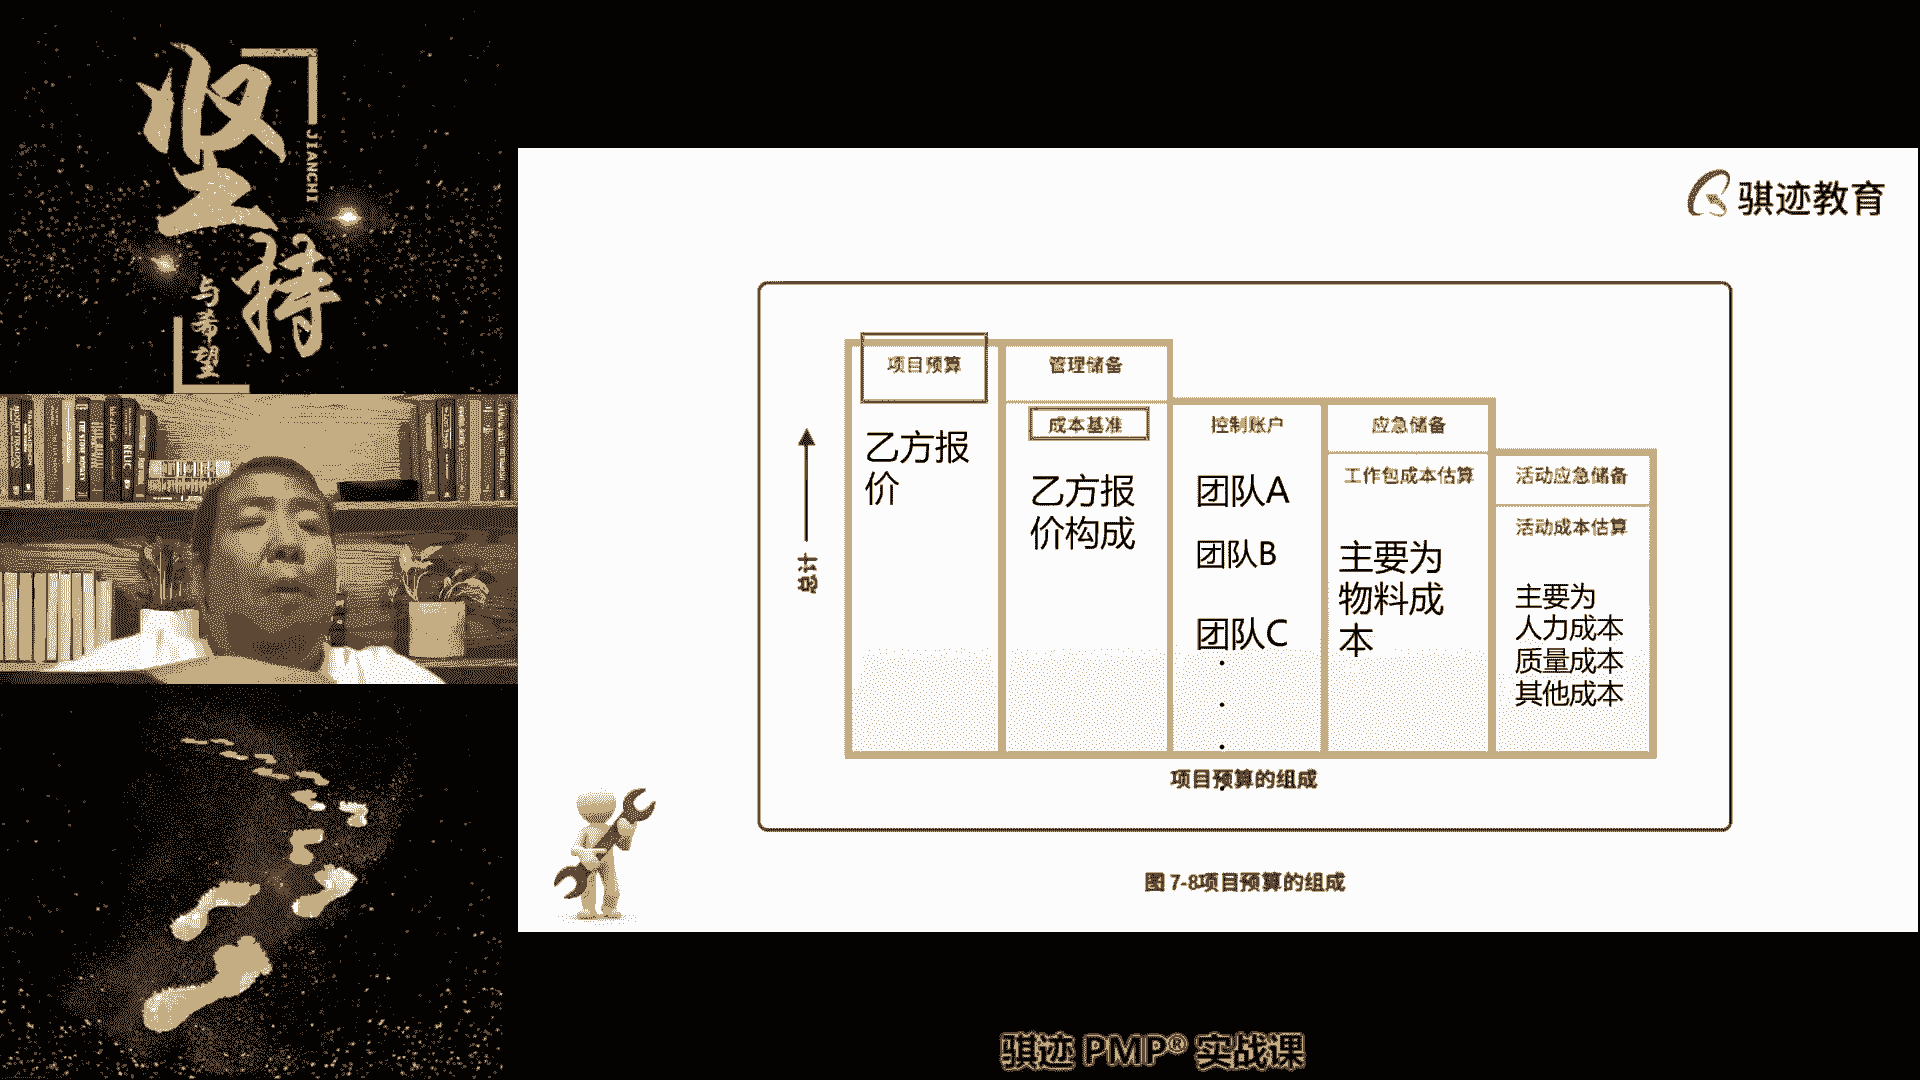 坚持
JIANCHI
与希望
骐迹教育
项目预算
管理储备
成本基准
控制账户
应急储备
工作包成本估算
活动应急储备
活动成本估算
乙方报
价
乙方报
价构成
团队A
团队B
团队C
主要为
物料成
本
主要为
人力成本
质量成本
其他成本
总计
项目预算的组成
图 7-8项目预算的组成
骐迹 PMP® 实战课